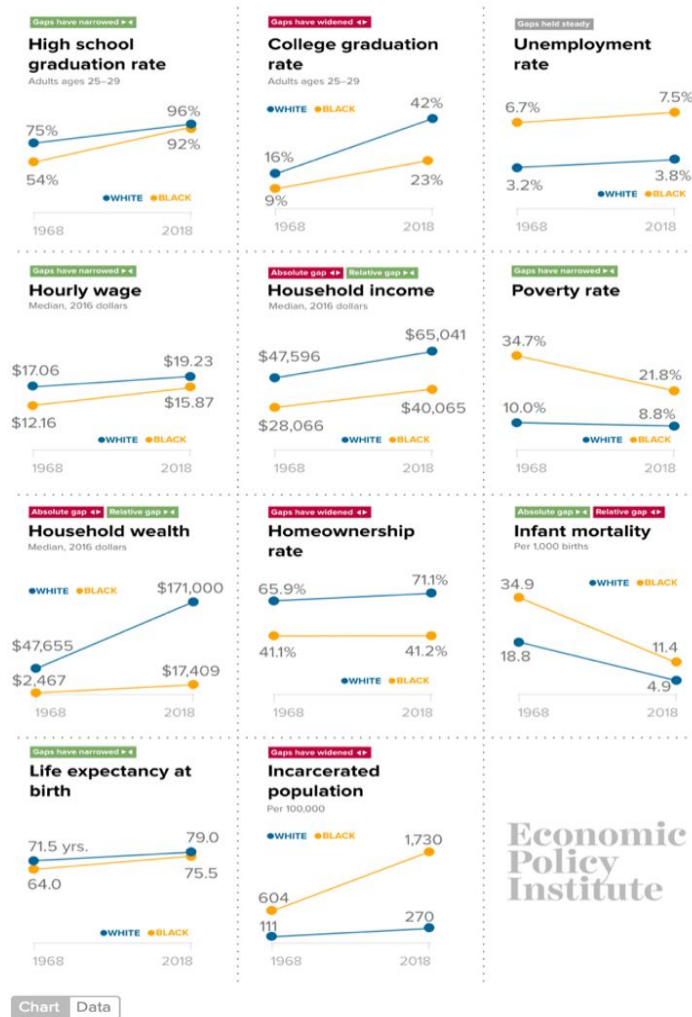 Gaps have narrowed ►◄
High school
graduation rate
Adults ages 25–29
75%
96%
54%
92%
WHITE BLACK
1968 2018
Gaps have widened ◄►
College graduation
rate
Adults ages 25–29
WHITE BLACK
42%
16%
9%
23%
1968 2018
Gaps held steady
Unemployment
rate
6.7%
7.5%
3.2%
3.8%
WHITE BLACK
1968 2018
Gaps have narrowed ►◄
Hourly wage
Median, 2016 dollars
$17.06
$19.23
$12.16
$15.87
WHITE BLACK
1968 2018
Absolute gap ◄► Relative gap ►◄
Household income
Median, 2016 dollars
$47,596
$65,041
$28,066
$40,065
WHITE BLACK
1968 2018
Gaps have narrowed ►◄
Poverty rate
34.7%
21.8%
10.0%
8.8%
WHITE BLACK
1968 2018
Absolute gap ◄► Relative gap ►◄
Household wealth
Median, 2016 dollars
WHITE BLACK
$171,000
$47,655
$2,467
$17,409
1968 2018
Gaps have widened ◄►
Homeownership
rate
65.9%
71.1%
41.1%
41.2%
WHITE BLACK
1968 2018
Absolute gap ►◄ Relative gap ◄►
Infant mortality
Per 1,000 births
WHITE BLACK
34.9
18.8
11.4
4.9
1968 2018
Gaps have narrowed ►◄
Life expectancy at
birth
71.5 yrs.
79.0
64.0
75.5
WHITE BLACK
1968 2018
Gaps have widened ◄►
Incarcerated
population
Per 100,000
WHITE BLACK
1,730
604
111
270
1968 2018
Economic
Policy
Institute
Chart Data